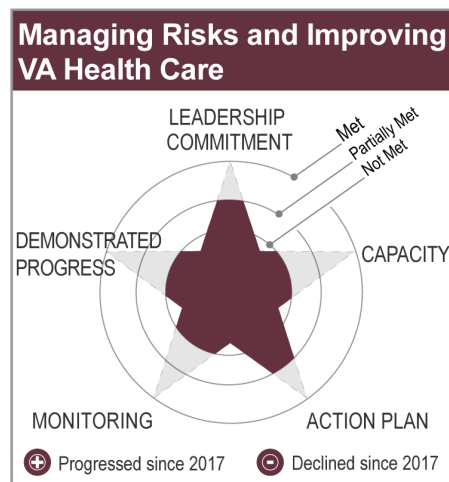 Managing Risks and Improving
VA Health Care
LEADERSHIP
COMMITMENT
Met
Partially Met
Not Met
DEMONSTRATED
PROGRESS
CAPACITY
MONITORING
ACTION PLAN
+ Progressed since 2017
- Declined since 2017